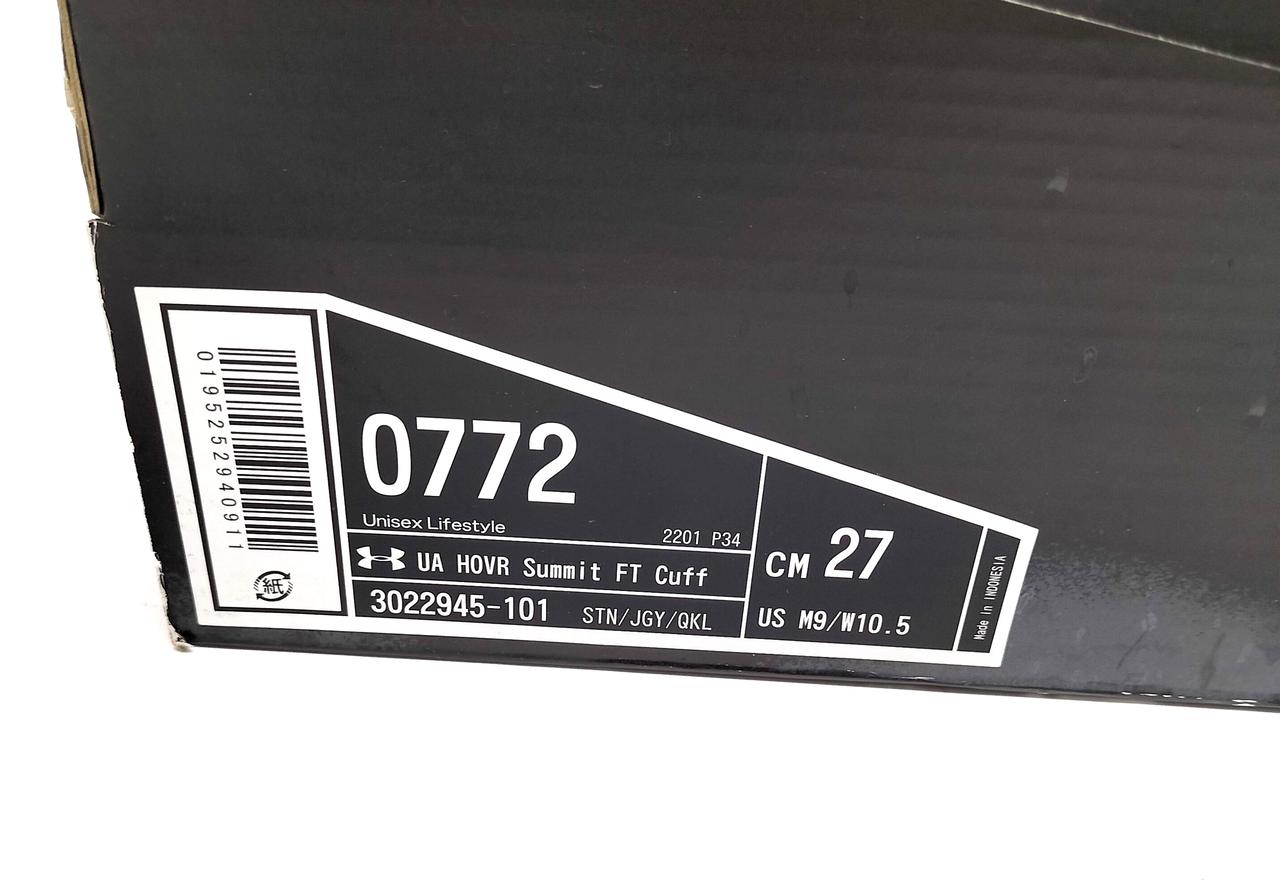 0195252940911
紙
0772
Unisex Lifestyle
2201 P34
UA HOVR Summit FT Cuff
3022945-101 STN/JGY/QKL
CM 27
US M9/W10.5
Made in INDONESIA